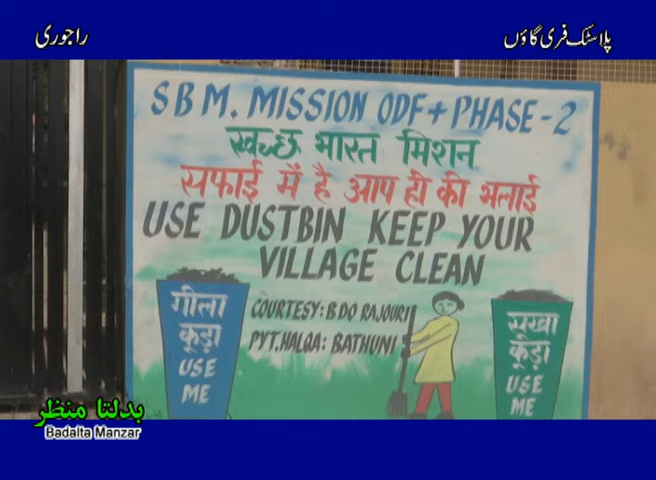 راجوری
پلاسٹک فری گاؤں
SBM. MISSION ODF+ PHASE-2
स्वच्छ भारत मिशन
सफाई में है आप ही की भलाई
USE DUSTBIN KEEP YOUR
VILLAGE CLEAN
COURTESY: BDO RAJOURI
PYT. HALQA: BATHUNI
गीला
कूड़ा
USE
ME
सूखा
कूड़ा
USE
ME
بدلتا منظر
Badalta Manzar